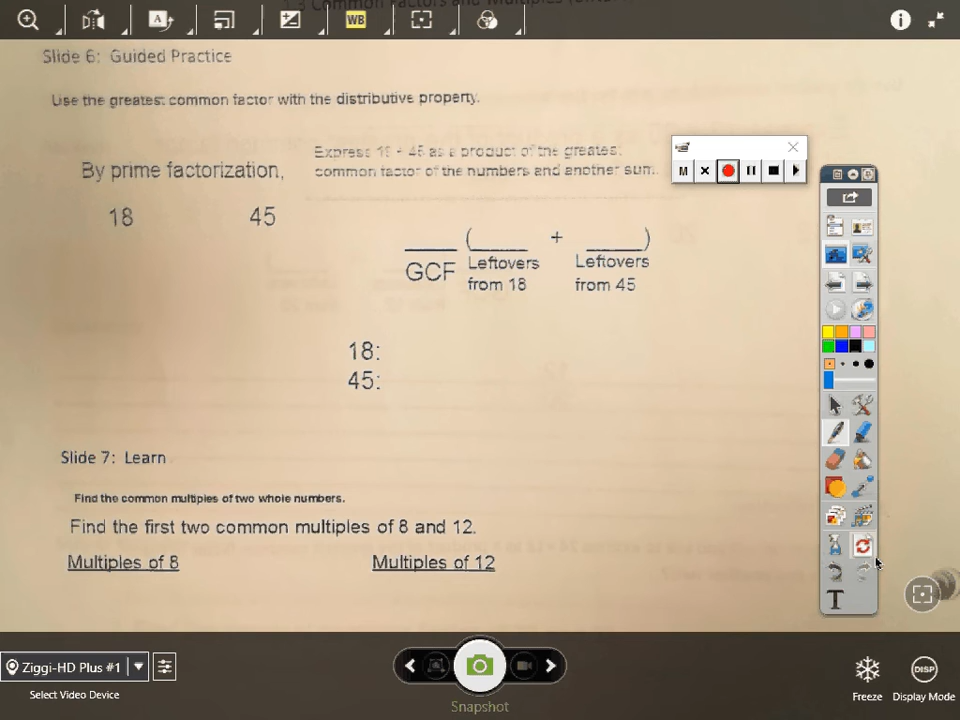 WB
Slide 6: Guided Practice
Use the greatest common factor with the distributive property.
By prime factorization,
Express 18 + 45 as a product of the greatest
common factor of the numbers and another sum.
18 45
____ (____ + ____)
GCF Leftovers from 18 Leftovers from 45
18:
45:
Slide 7: Learn
Find the common multiples of two whole numbers.
Find the first two common multiples of 8 and 12.
Multiples of 8 Multiples of 12
M
T
Ziggi-HD Plus #1
Select Video Device
Snapshot
Freeze
DISP
Display Mode